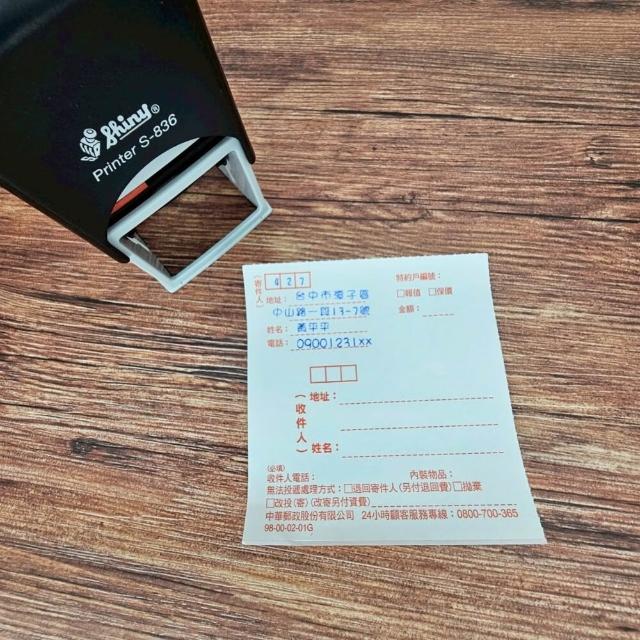 Shiny®
Printer S-836
（寄件人）
427
地址：台中市潭子區
中山路一段13-7號
姓名：黃平平
電話：09001231xx
特約戶編號：
□報值 □保價
金額：
（收件人）
地址：
姓名：
(必填)
收件人電話： 內裝物品：
無法投遞處理方式：□退回寄件人(另付退回費)□拋棄
□改投(寄)(改寄另付資費)
中華郵政股份有限公司 24小時顧客服務專線：0800-700-365
98-00-02-01G